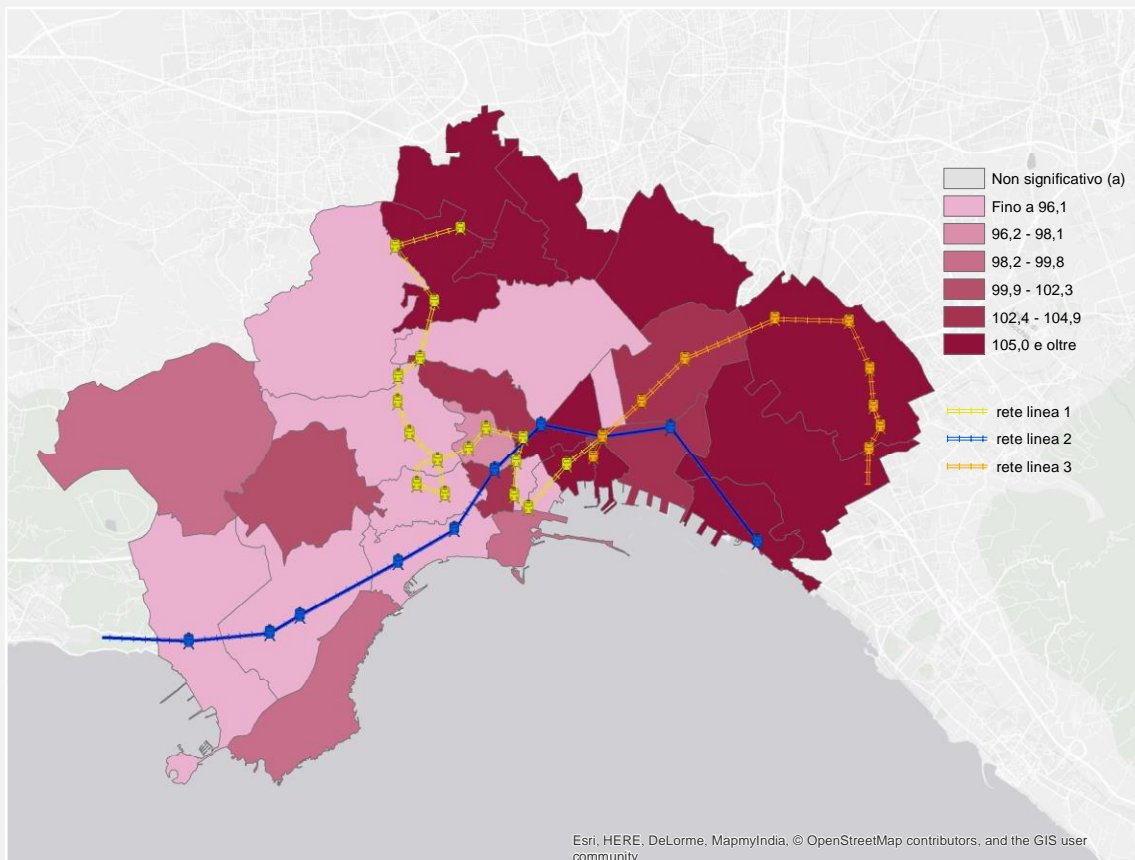 Non significativo (a)
Fino a 96,1
96,2 - 98,1
98,2 - 99,8
99,9 - 102,3
102,4 - 104,9
105,0 e oltre
rete linea 1
rete linea 2
rete linea 3
Esri, HERE, DeLorme, MapmyIndia, © OpenStreetMap contributors, and the GIS user
community